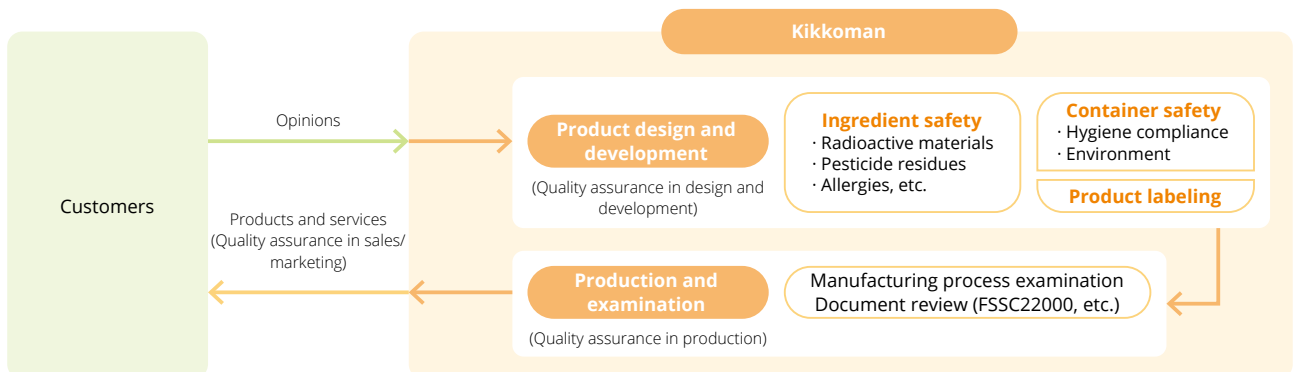 Kikkoman
Customers
Opinions
Products and services
(Quality assurance in sales/
marketing)
Product design and
development
(Quality assurance in design and
development)
Ingredient safety
· Radioactive materials
· Pesticide residues
· Allergies, etc.
Container safety
· Hygiene compliance
· Environment
Product labeling
Production and
examination
(Quality assurance in production)
Manufacturing process examination
Document review (FSSC22000, etc.)